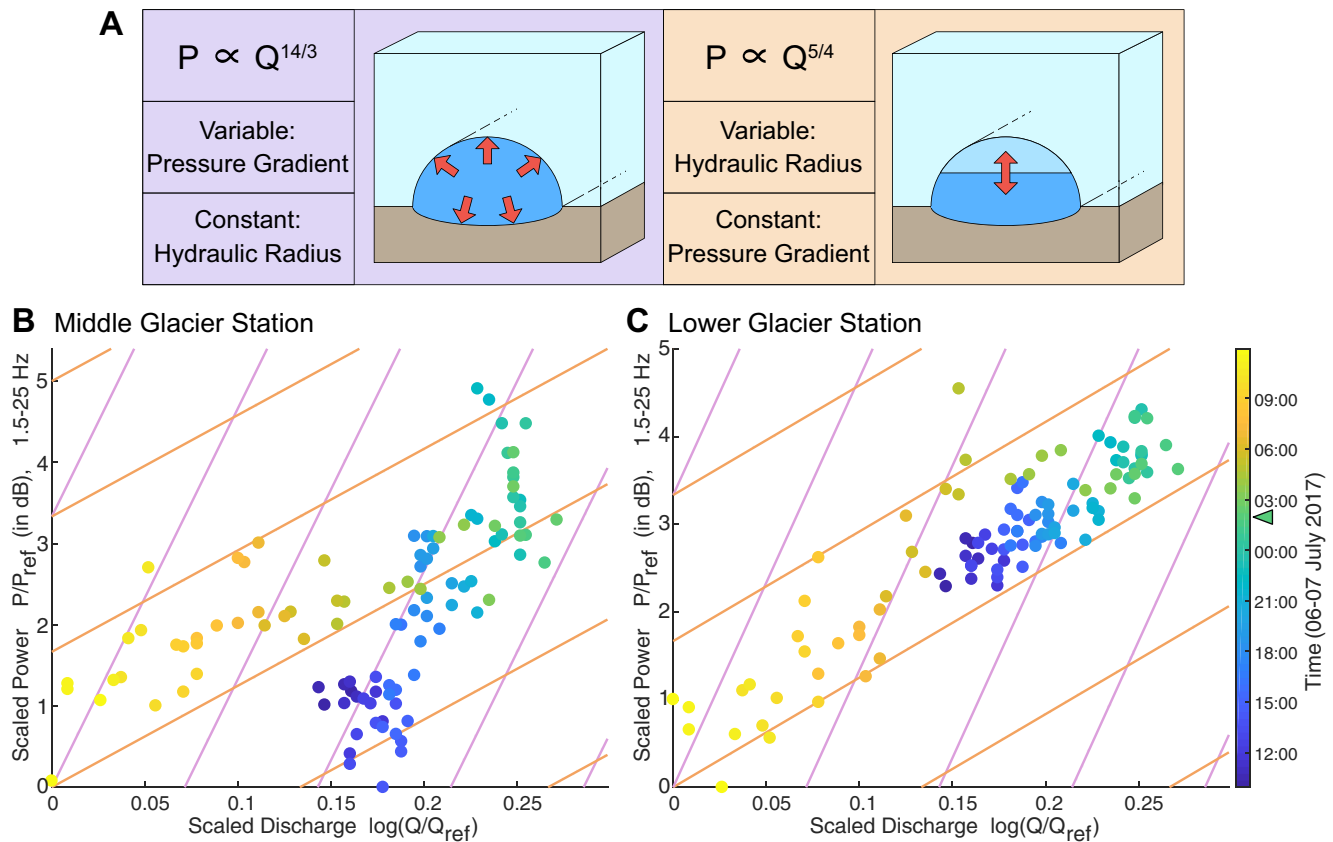 A
P ∝ Q^14/3
Variable:
Pressure Gradient
Constant:
Hydraulic Radius
P ∝ Q^5/4
Variable:
Hydraulic Radius
Constant:
Pressure Gradient
B Middle Glacier Station
Scaled Power P/P_ref (in dB), 1.5-25 Hz
5
4
3
2
1
0
0 0.05 0.1 0.15 0.2 0.25
Scaled Discharge log(Q/Q_ref)
C Lower Glacier Station
Scaled Power P/P_ref (in dB), 1.5-25 Hz
5
4
3
2
1
0
0 0.05 0.1 0.15 0.2 0.25
Scaled Discharge log(Q/Q_ref)
09:00
06:00
03:00
00:00
21:00
18:00
15:00
12:00
Time (06-07 July 2017)